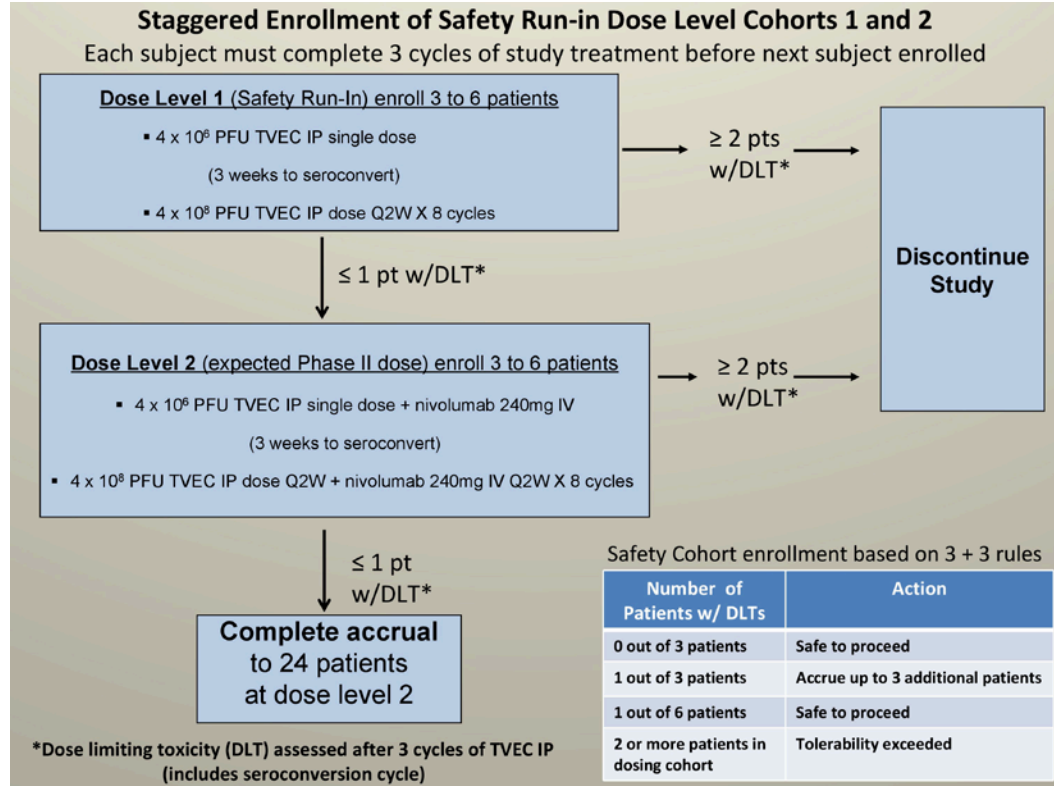 Staggered Enrollment of Safety Run-in Dose Level Cohorts 1 and 2
Each subject must complete 3 cycles of study treatment before next subject enrolled
Dose Level 1 (Safety Run-In) enroll 3 to 6 patients
▪ 4 x 10⁶ PFU TVEC IP single dose
(3 weeks to seroconvert)
▪ 4 x 10⁸ PFU TVEC IP dose Q2W X 8 cycles
≥ 2 pts
w/DLT*
Discontinue
Study
≤ 1 pt w/DLT*
Dose Level 2 (expected Phase II dose) enroll 3 to 6 patients
▪ 4 x 10⁶ PFU TVEC IP single dose + nivolumab 240mg IV
(3 weeks to seroconvert)
▪ 4 x 10⁸ PFU TVEC IP dose Q2W + nivolumab 240mg IV Q2W X 8 cycles
≥ 2 pts
w/DLT*
≤ 1 pt
w/DLT*
Complete accrual
to 24 patients
at dose level 2
*Dose limiting toxicity (DLT) assessed after 3 cycles of TVEC IP
(includes seroconversion cycle)
Safety Cohort enrollment based on 3 + 3 rules
Number of
Patients w/ DLTs
Action
0 out of 3 patients
Safe to proceed
1 out of 3 patients
Accrue up to 3 additional patients
1 out of 6 patients
Safe to proceed
2 or more patients in
dosing cohort
Tolerability exceeded